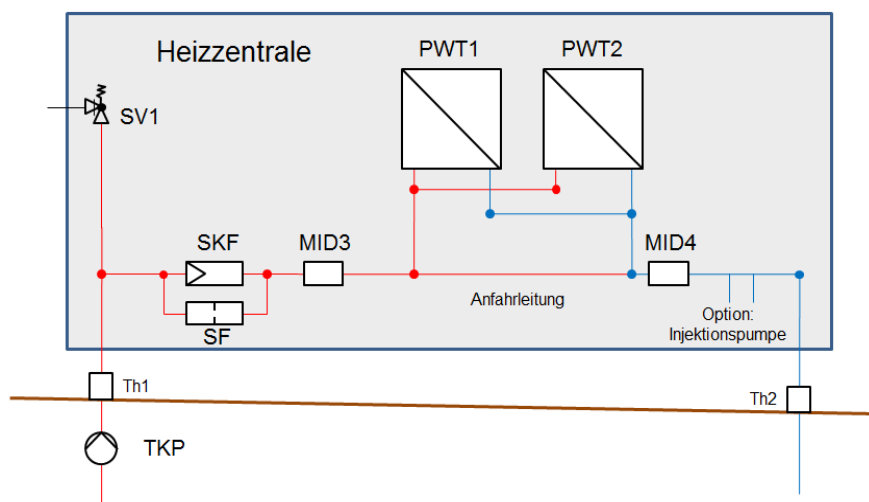 Heizzentrale
PWT1
PWT2
SV1
SKF
MID3
MID4
SF
Anfahrleitung
Option:
Injektionspumpe
Th1
Th2
TKP